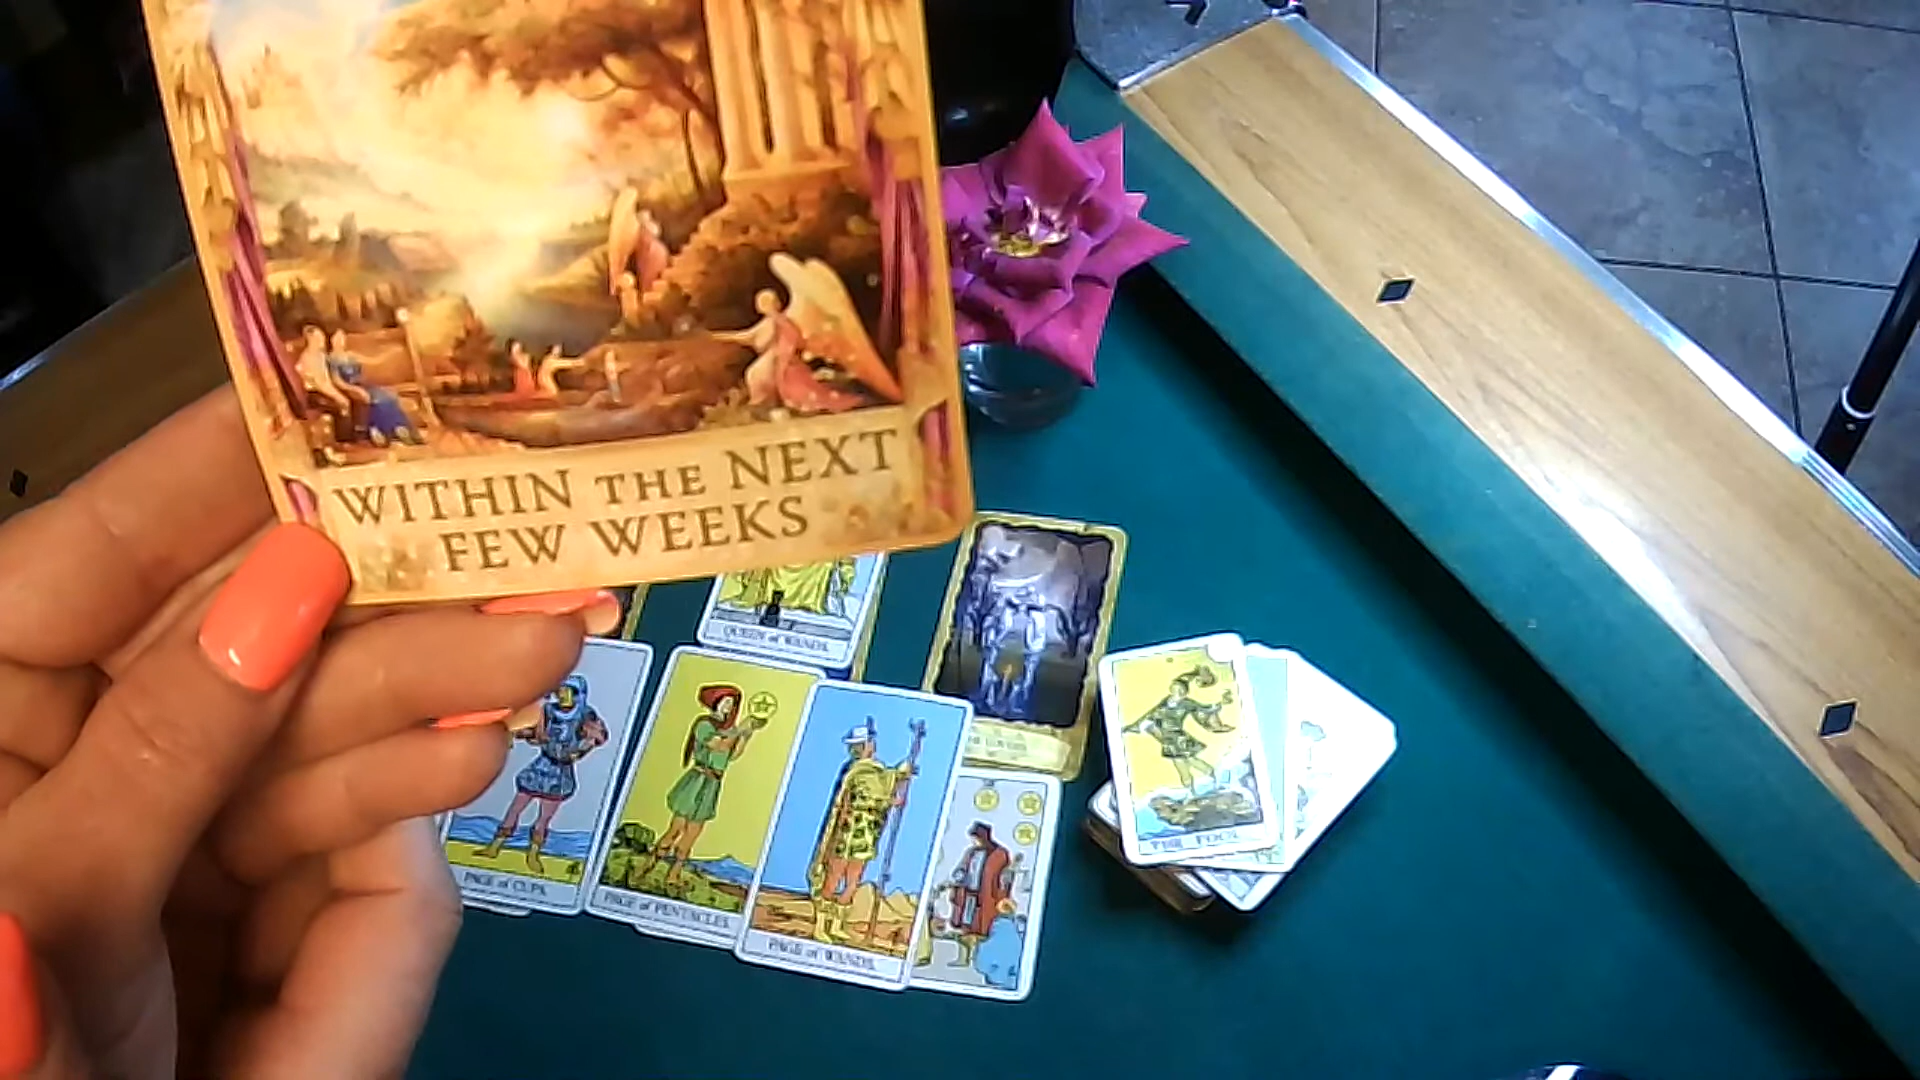 WITHIN THE NEXT
FEW WEEKS
QUEEN of WANDS
PAGE of CUPS
PAGE of PENTACLES
PAGE of WANDS
THE FOOL